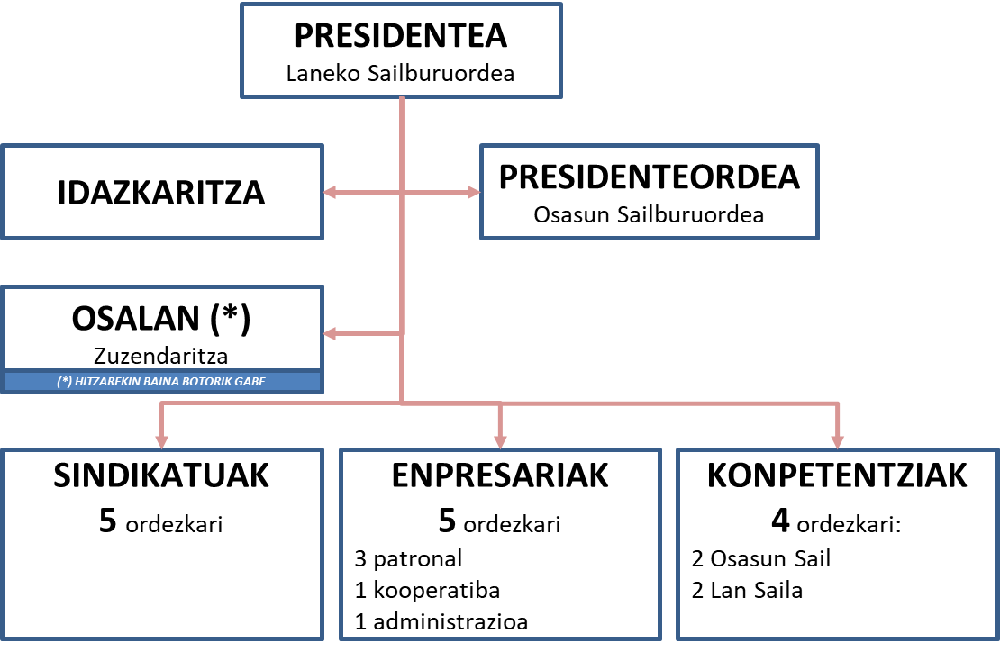 PRESIDENTEA
Laneko Sailburuordea
IDAZKARITZA
PRESIDENTEORDEA
Osasun Sailburuordea
OSALAN (*)
Zuzendaritza
(*) HITZAREKIN BAINA BOTORIK GABE
SINDIKATUAK
5 ordezkari
ENPRESARIAK
5 ordezkari
3 patronal
1 kooperatiba
1 administrazioa
KONPETENTZIAK
4 ordezkari:
2 Osasun Sail
2 Lan Saila